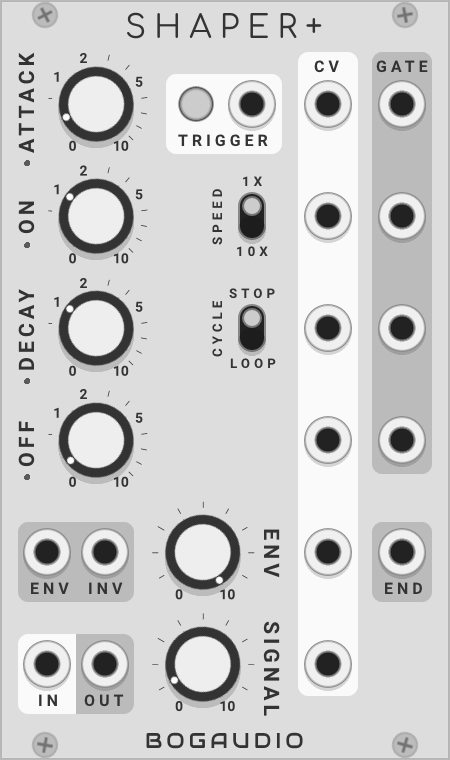 SHAPER+
ATTACK
0 1 2 5 10
TRIGGER
CV
GATE
ON
0 1 2 5 10
SPEED
1X
10X
DECAY
0 1 2 5 10
CYCLE
STOP
LOOP
OFF
0 1 2 5 10
ENV INV
0 10
ENV
END
IN OUT
0 10
SIGNAL
BOGAUDIO